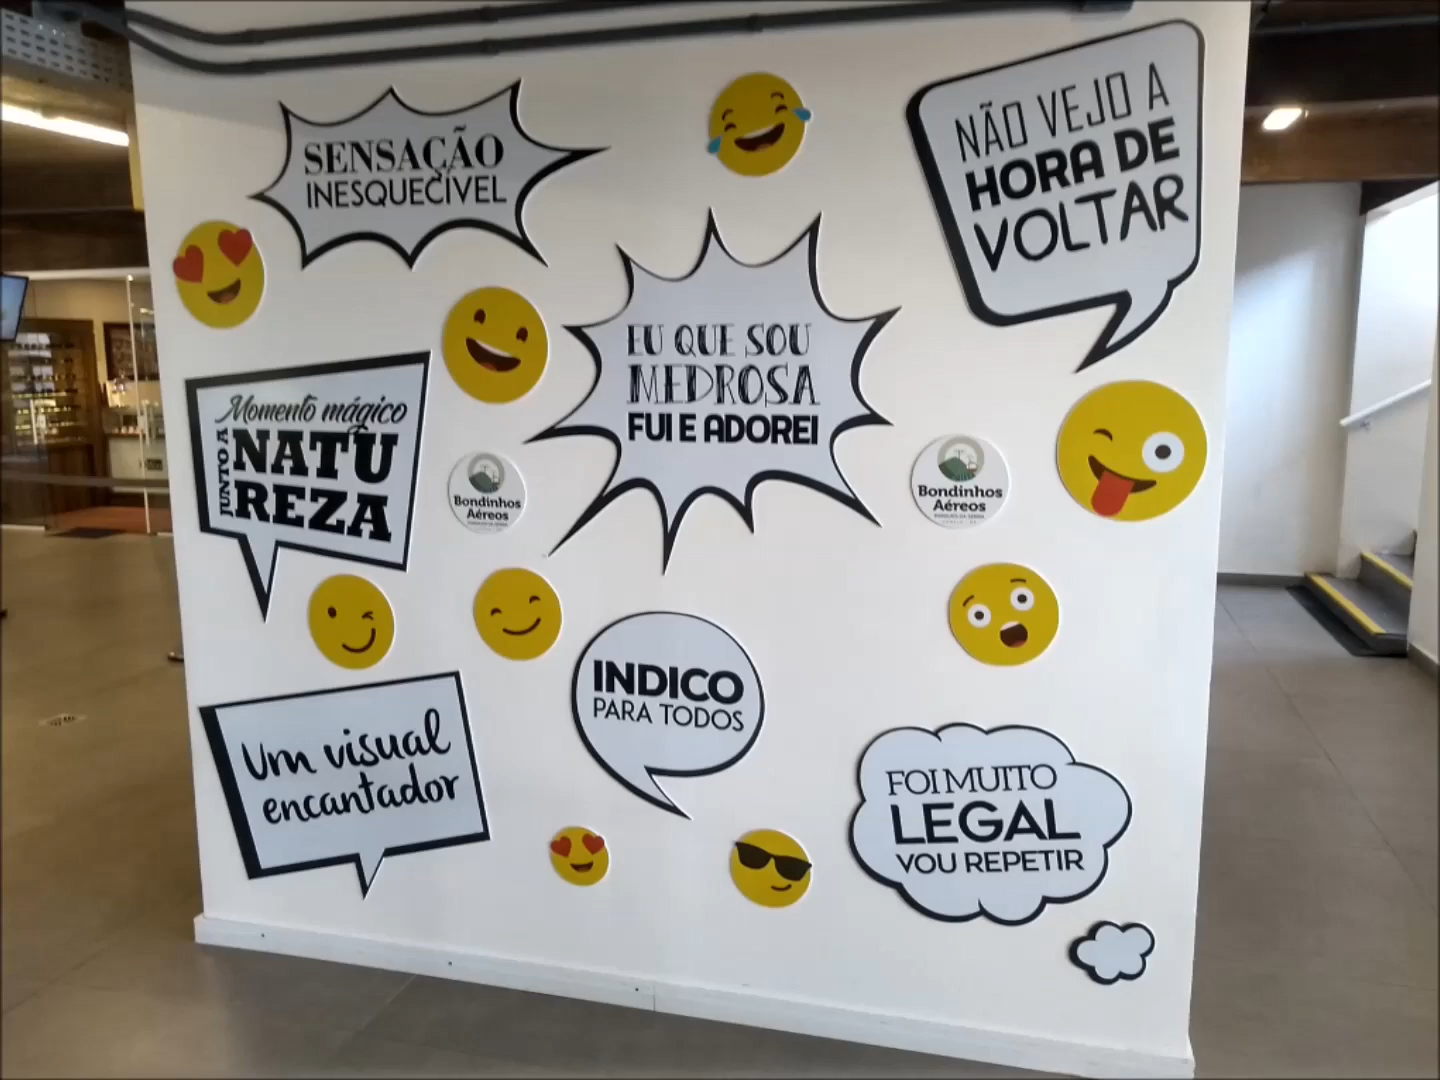 SENSAÇÃO
INESQUECÍVEL
NÃO VEJO A
HORA DE
VOLTAR
EU QUE SOU
MEDROSA
FUI E ADOREI
Momento mágico
JUNTO A
NATU
REZA
Bondinhos
Aéreos
Bondinhos
Aéreos
Um visual
encantador
INDICO
PARA TODOS
FOI MUITO
LEGAL
VOU REPETIR